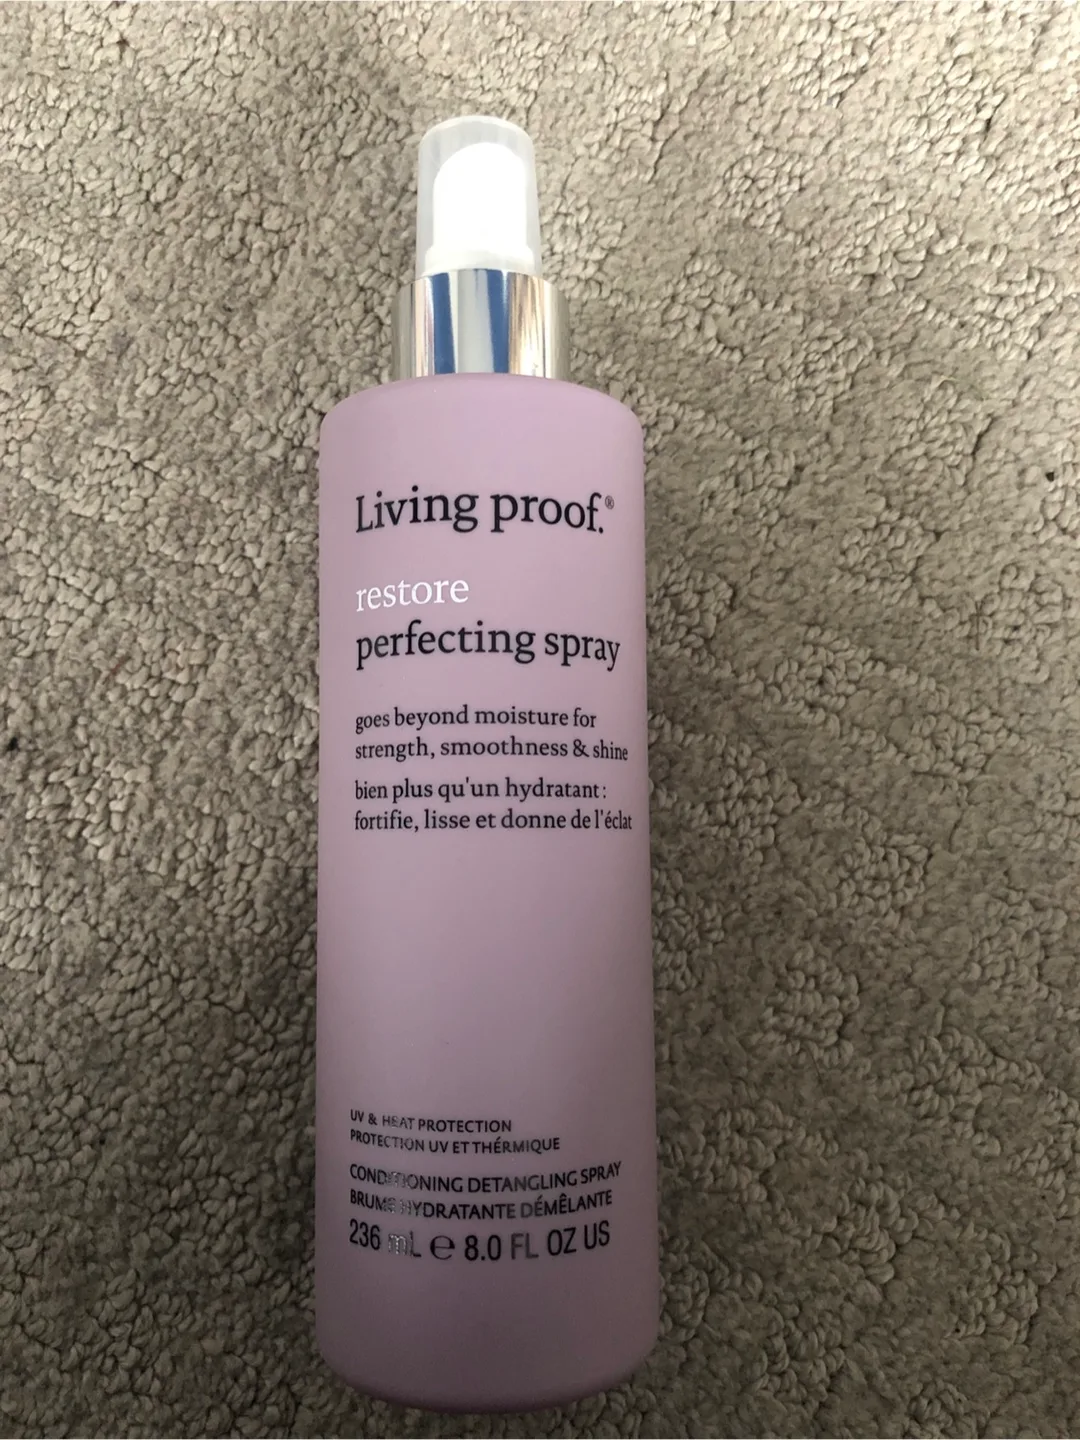 Living proof.®
restore
perfecting spray
goes beyond moisture for
strength, smoothness & shine
bien plus qu'un hydratant :
fortifie, lisse et donne de l'éclat
UV & HEAT PROTECTION
PROTECTION UV ET THÉRMIQUE
CONDITIONING DETANGLING SPRAY
BRUME HYDRATANTE DÉMÊLANTE
236 mL ℮ 8.0 FL OZ US